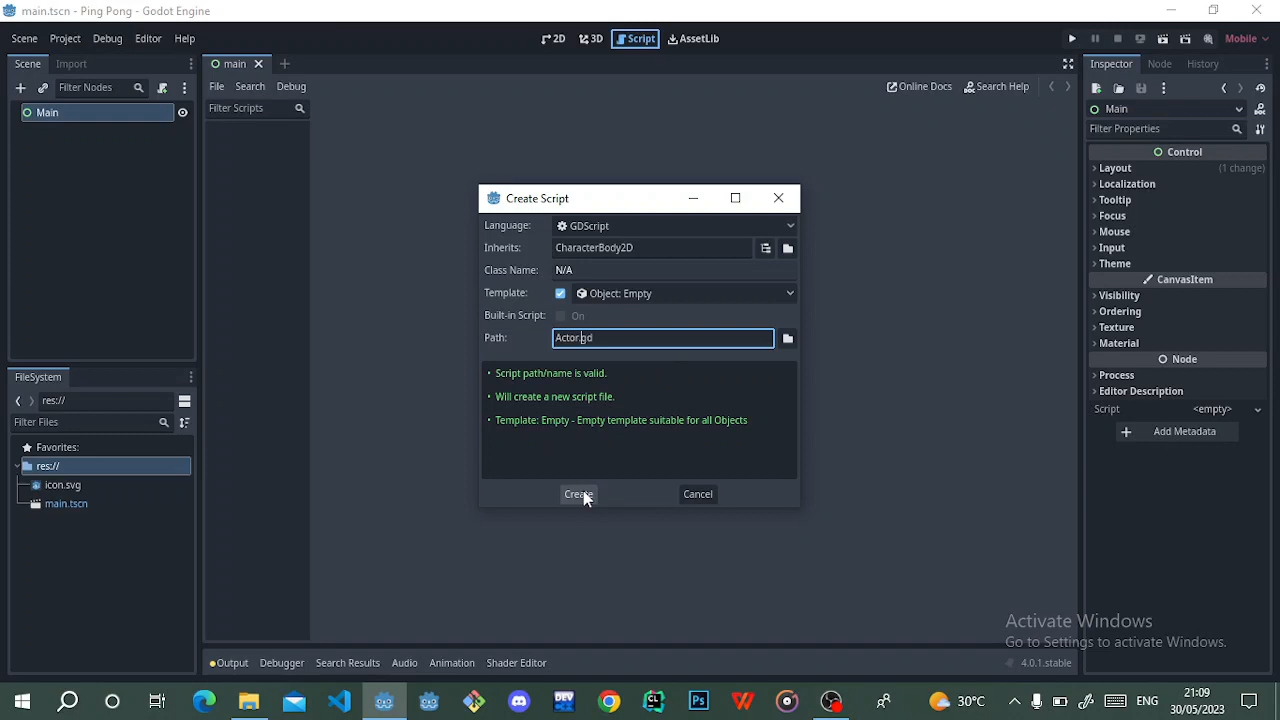 main.tscn - Ping Pong - Godot Engine
Scene Project Debug Editor Help
2D 3D Script AssetLib
Mobile
Scene Import
main
Inspector Node History
Filter Nodes
File Search Debug
Online Docs Search Help
Main
Filter Scripts
Main
Filter Properties
Control
Layout (1 change)
Localization
Tooltip
Focus
Mouse
Input
Theme
CanvasItem
Visibility
Ordering
Texture
Material
Node
Process
Editor Description
Script <empty>
Add Metadata
Create Script
Language: GDScript
Inherits: CharacterBody2D
Class Name: N/A
Template: Object: Empty
Built-in Script: On
Path: Actor.gd
• Script path/name is valid.
• Will create a new script file.
• Template: Empty - Empty template suitable for all Objects
Create Cancel
FileSystem
res://
Filter Files
Favorites:
res://
icon.svg
main.tscn
Activate Windows
Go to Settings to activate Windows.
Output Debugger Search Results Audio Animation Shader Editor
4.0.1.stable
30°C
ENG
21:09
30/05/2023